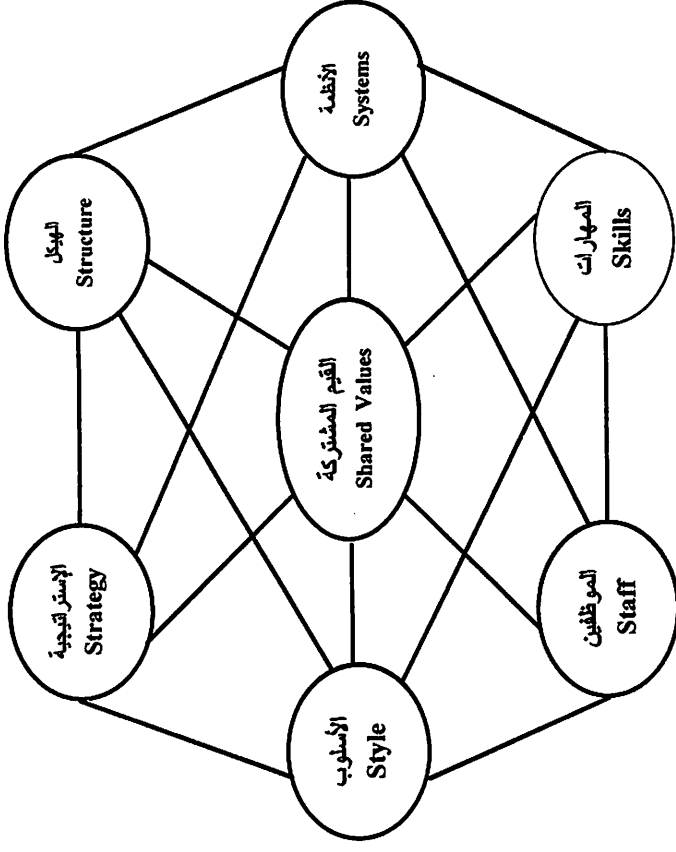 الأسلوب
Style
الإستراتيجية
Strategy
الموظفين
Staff
القيم المشتركة
Shared Values
الهيكل
Structure
المهارات
Skills
الأنظمة
Systems